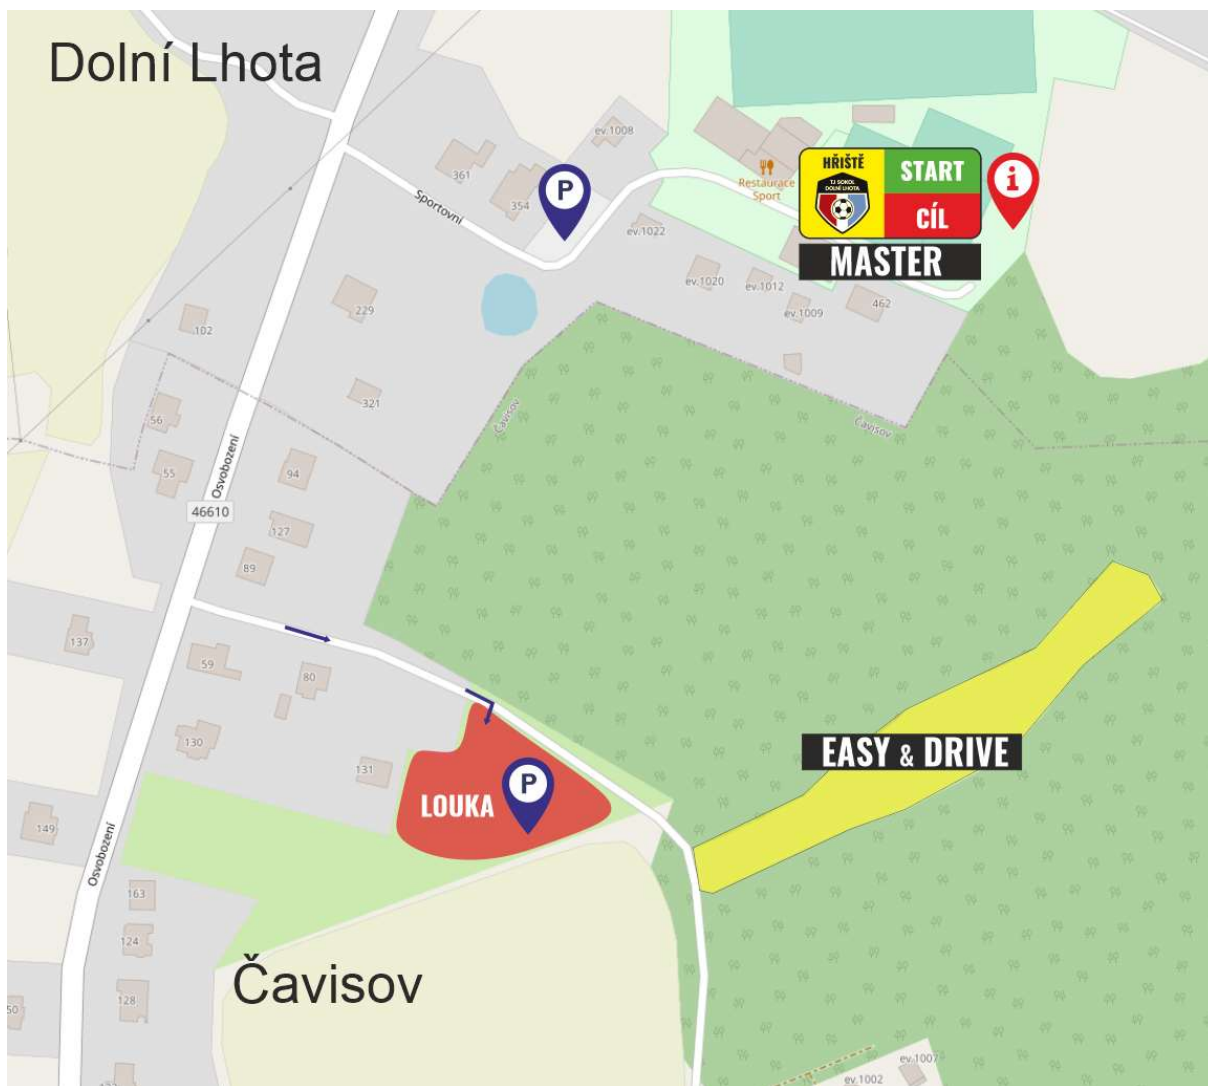 Dolní Lhota
ev.1008
361
354
P
Sportovní
Restaurace
Sport
HŘIŠTĚ
TJ SOKOL
DOLNÍ LHOTA
START
CÍL
i
MASTER
ev.1022
ev.1020
ev.1012
ev.1009
462
229
102
321
56
Čavisov
Čavisov
55
94
Osvobození
46610
127
89
137
59
80
130
131
LOUKA
P
EASY & DRIVE
149
Osvobození
163
124
Čavisov
128
50
ev.1007
ev.1002